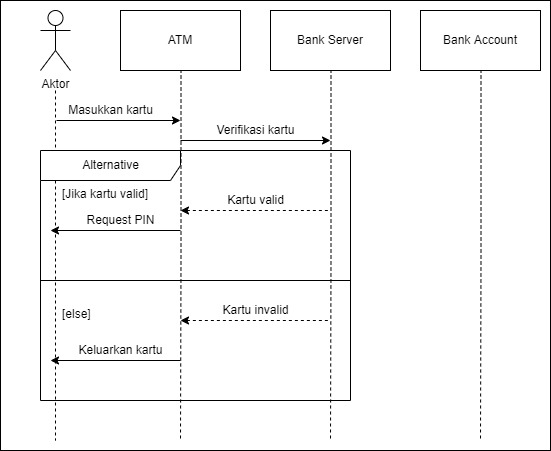 ATM
Bank Server
Bank Account
Aktor
Masukkan kartu
Verifikasi kartu
Alternative
[Jika kartu valid]
Kartu valid
Request PIN
[else]
Kartu invalid
Keluarkan kartu